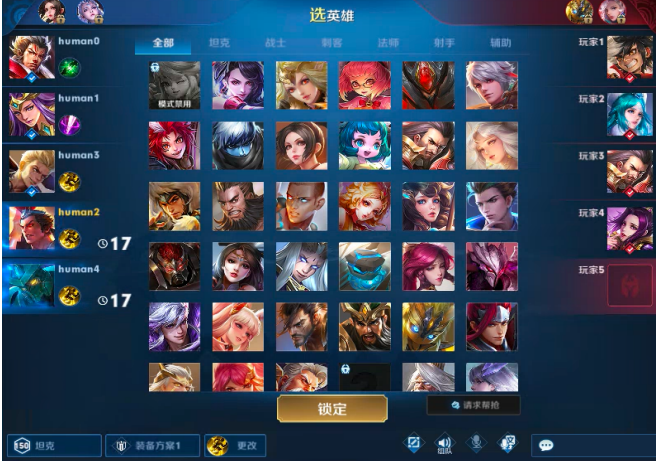 选英雄
human0
human1
human3
human2
17
human4
17
全部
坦克
战士
刺客
法师
射手
辅助
模式禁用
玩家1
玩家2
玩家3
玩家4
玩家5
锁定
请求帮抢
150
坦克
装备方案1
更改
组队